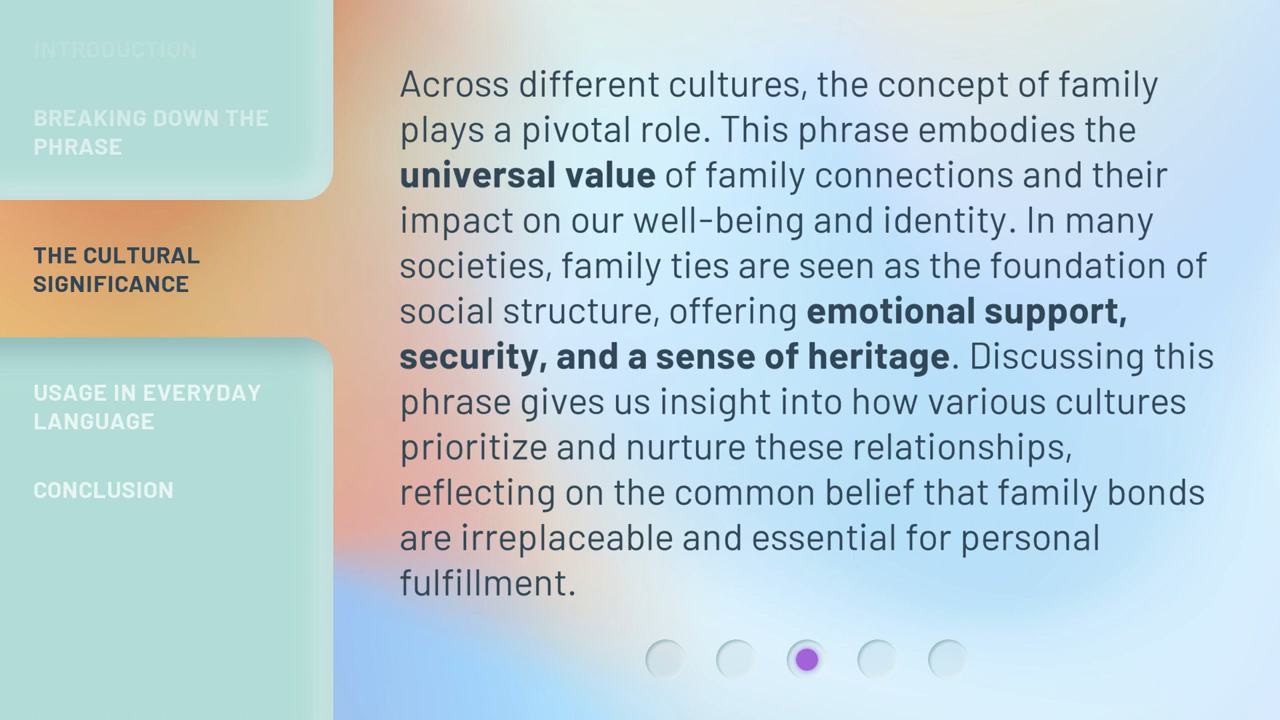 INTRODUCTION
BREAKING DOWN THE
PHRASE
THE CULTURAL
SIGNIFICANCE
USAGE IN EVERYDAY
LANGUAGE
CONCLUSION
Across different cultures, the concept of family
plays a pivotal role. This phrase embodies the
universal value of family connections and their
impact on our well-being and identity. In many
societies, family ties are seen as the foundation of
social structure, offering emotional support,
security, and a sense of heritage. Discussing this
phrase gives us insight into how various cultures
prioritize and nurture these relationships,
reflecting on the common belief that family bonds
are irreplaceable and essential for personal
fulfillment.